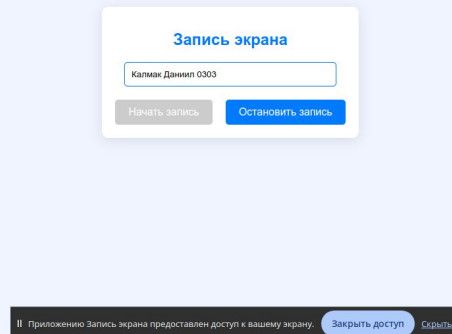 Запись экрана
Калмак Даниил 0303
Начать запись Остановить запись
Приложению Запись экрана предоставлен доступ к вашему экрану. Закрыть доступ Скрыть